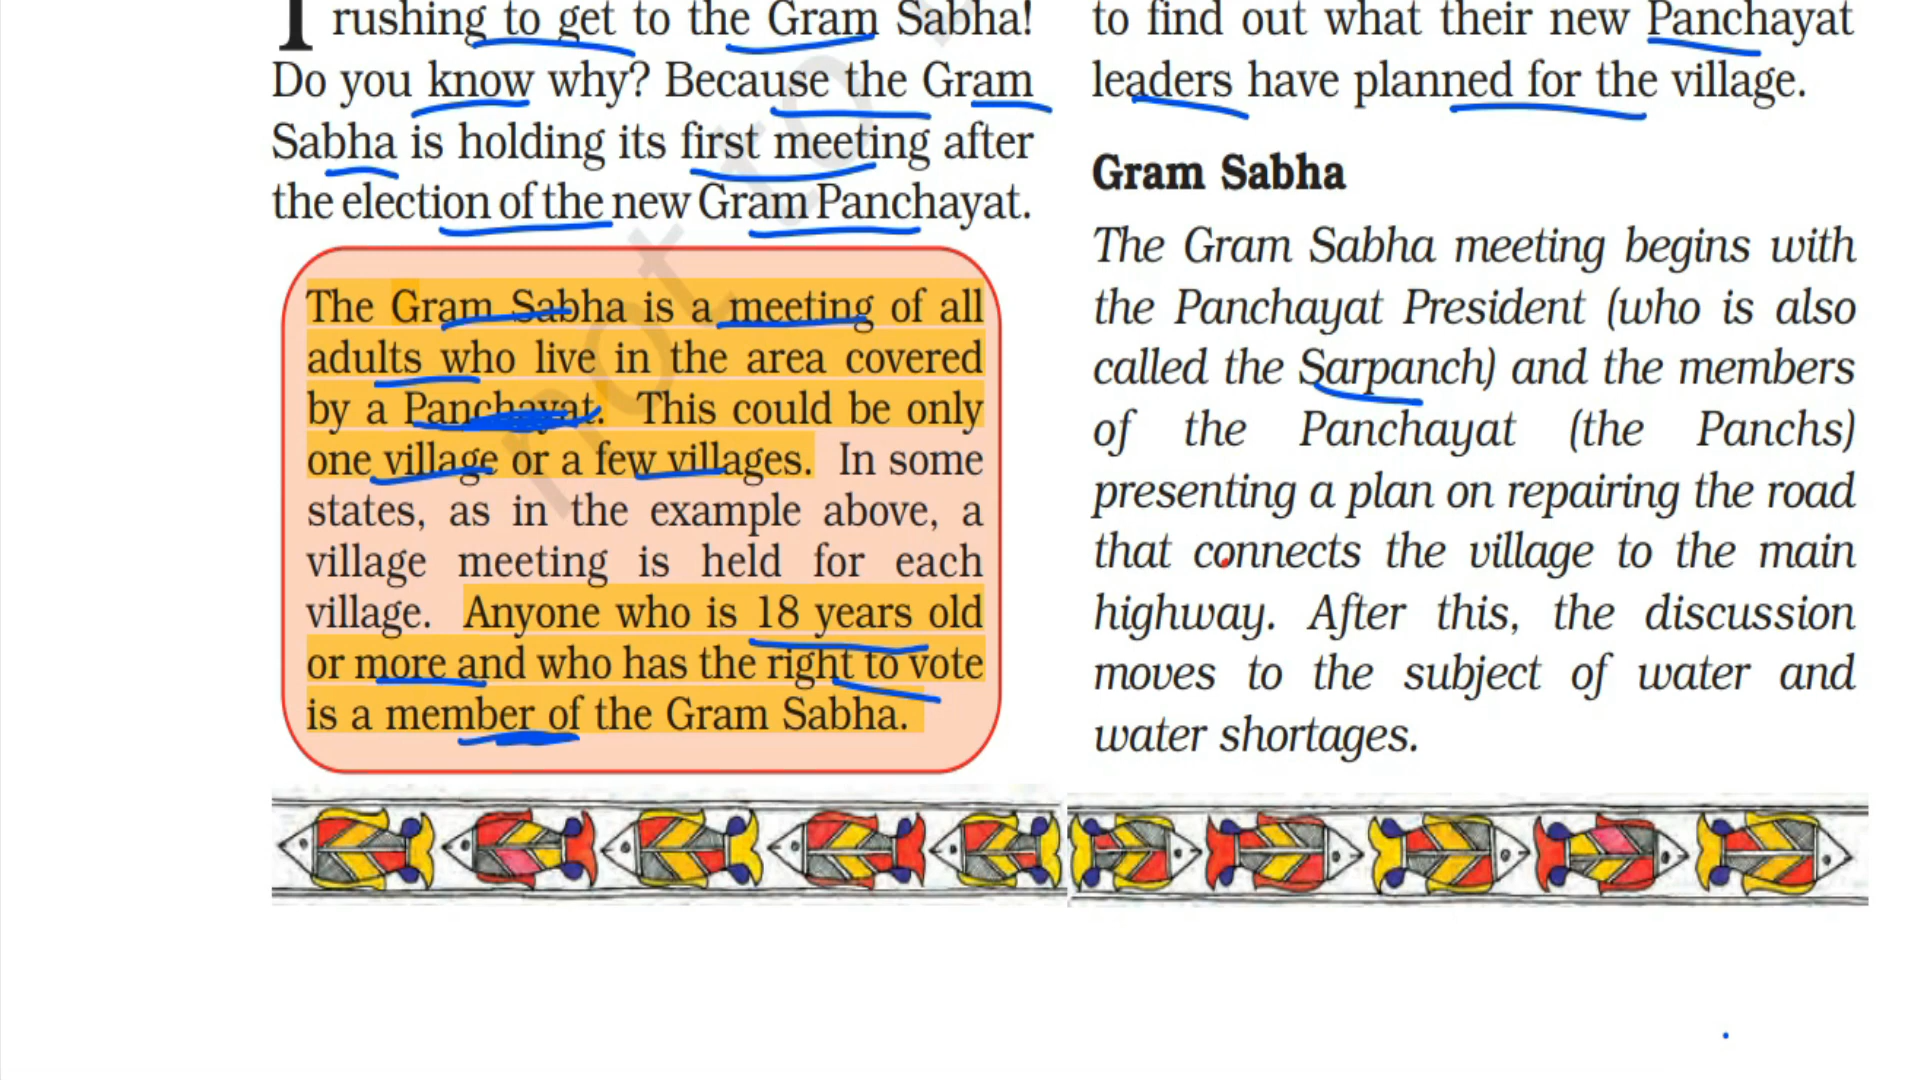 rushing to get to the Gram Sabha!
Do you know why? Because the Gram
Sabha is holding its first meeting after
the election of the new Gram Panchayat.
The Gram Sabha is a meeting of all
adults who live in the area covered
by a Panchayat. This could be only
one village or a few villages. In some
states, as in the example above, a
village meeting is held for each
village. Anyone who is 18 years old
or more and who has the right to vote
is a member of the Gram Sabha.
to find out what their new Panchayat
leaders have planned for the village.
Gram Sabha
The Gram Sabha meeting begins with
the Panchayat President (who is also
called the Sarpanch) and the members
of the Panchayat (the Panchs)
presenting a plan on repairing the road
that connects the village to the main
highway. After this, the discussion
moves to the subject of water and
water shortages.
not to